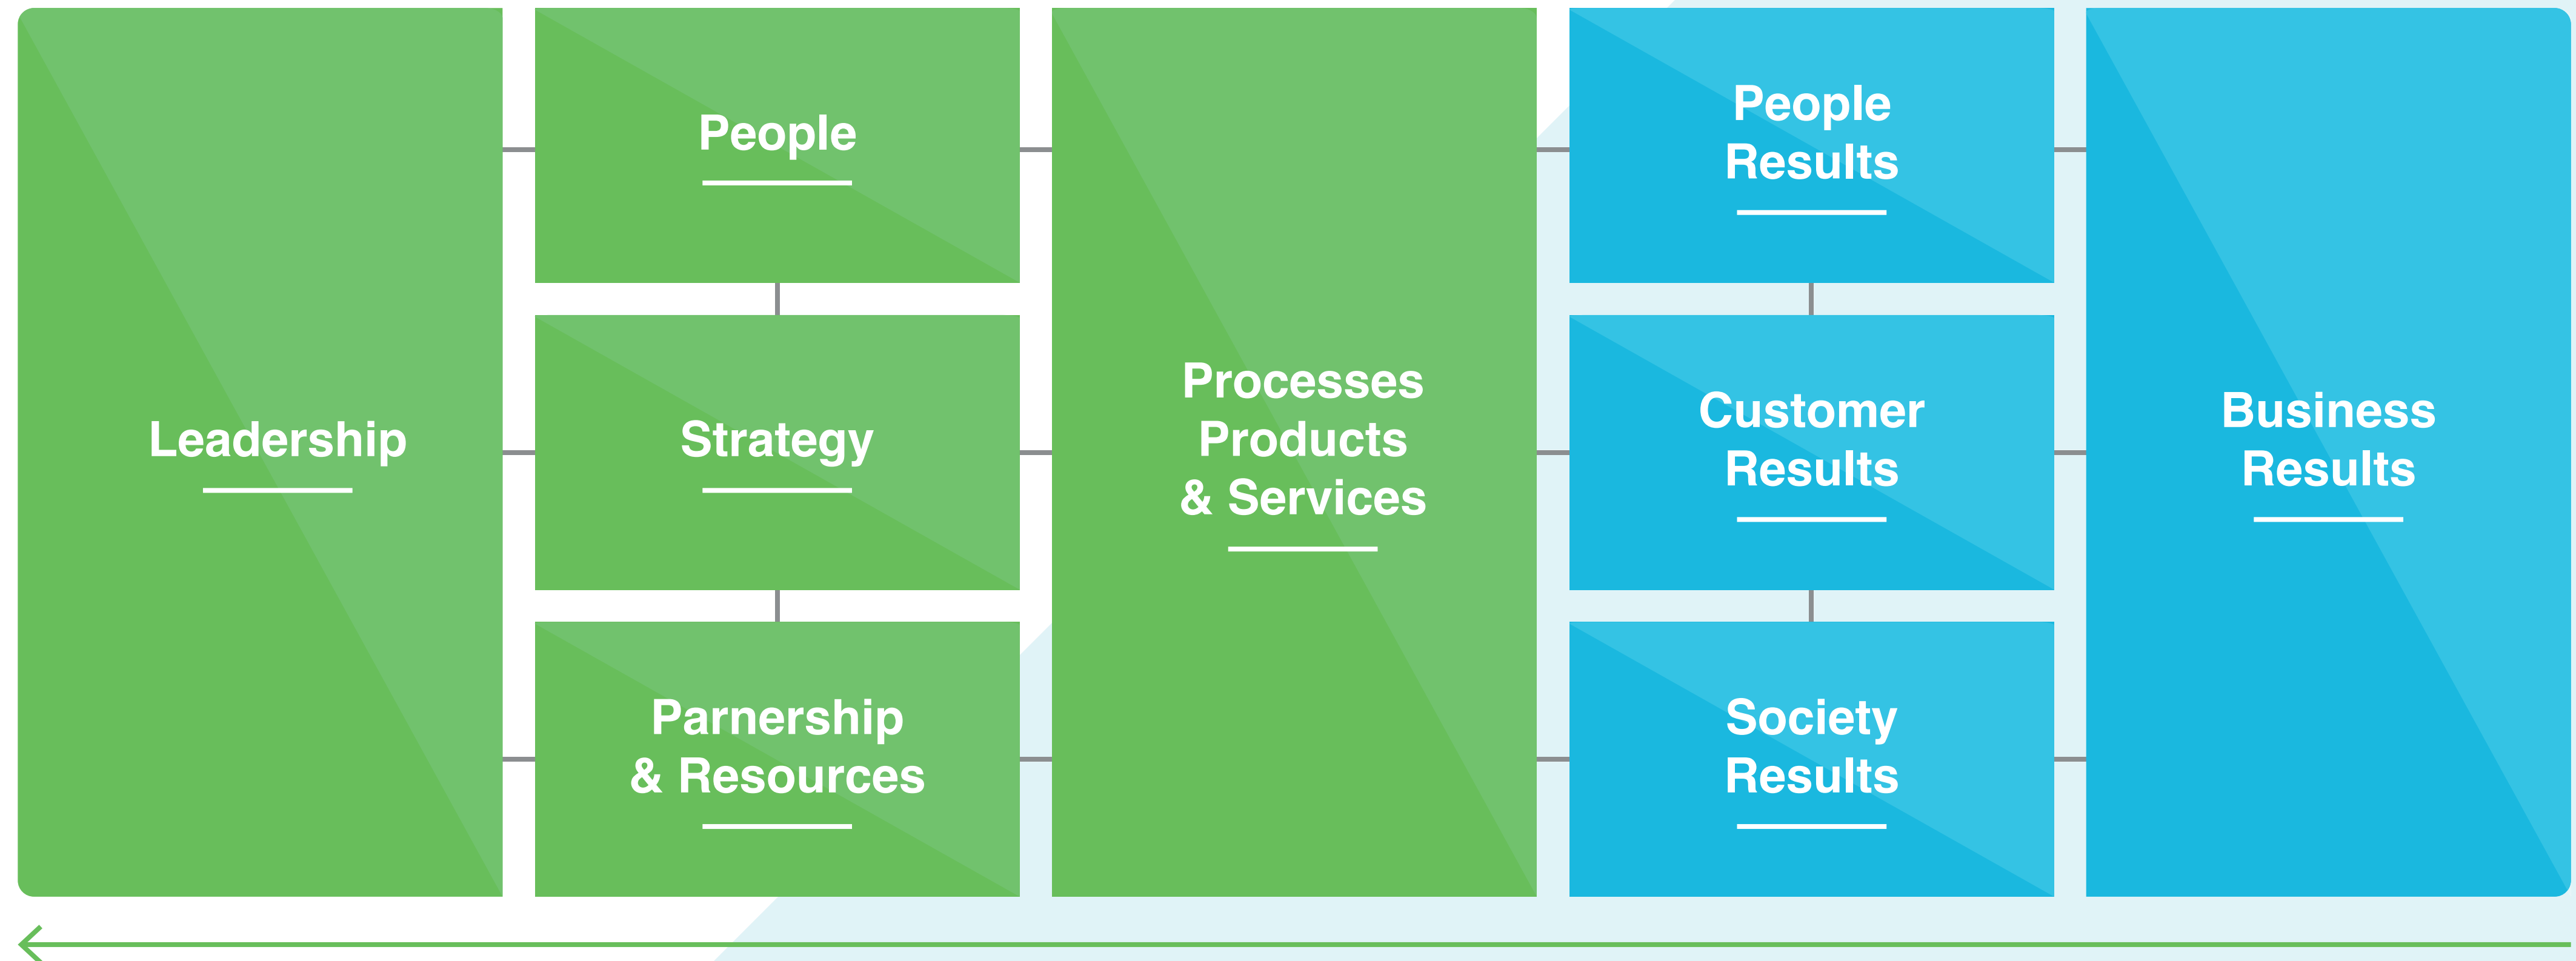 Leadership
People
Strategy
Parnership
& Resources
Processes
Products
& Services
People
Results
Customer
Results
Society
Results
Business
Results